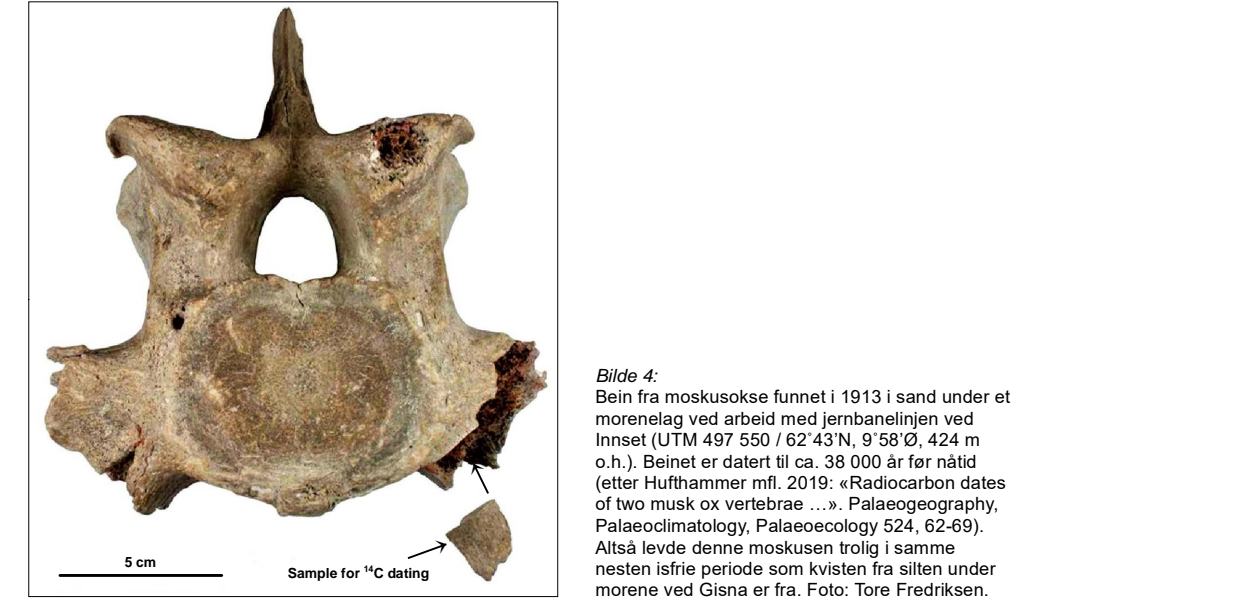 5 cm
Sample for ¹⁴C dating
Bilde 4:
Bein fra moskusokse funnet i 1913 i sand under et
morenelag ved arbeid med jernbanelinjen ved
Innset (UTM 497 550 / 62˚43’N, 9˚58’Ø, 424 m
o.h.). Beinet er datert til ca. 38 000 år før nåtid
(etter Hufthammer mfl. 2019: «Radiocarbon dates
of two musk ox vertebrae …». Palaeogeography,
Palaeoclimatology, Palaeoecology 524, 62-69).
Altså levde denne moskusen trolig i samme
nesten isfrie periode som kvisten fra silten under
morene ved Gisna er fra. Foto: Tore Fredriksen.